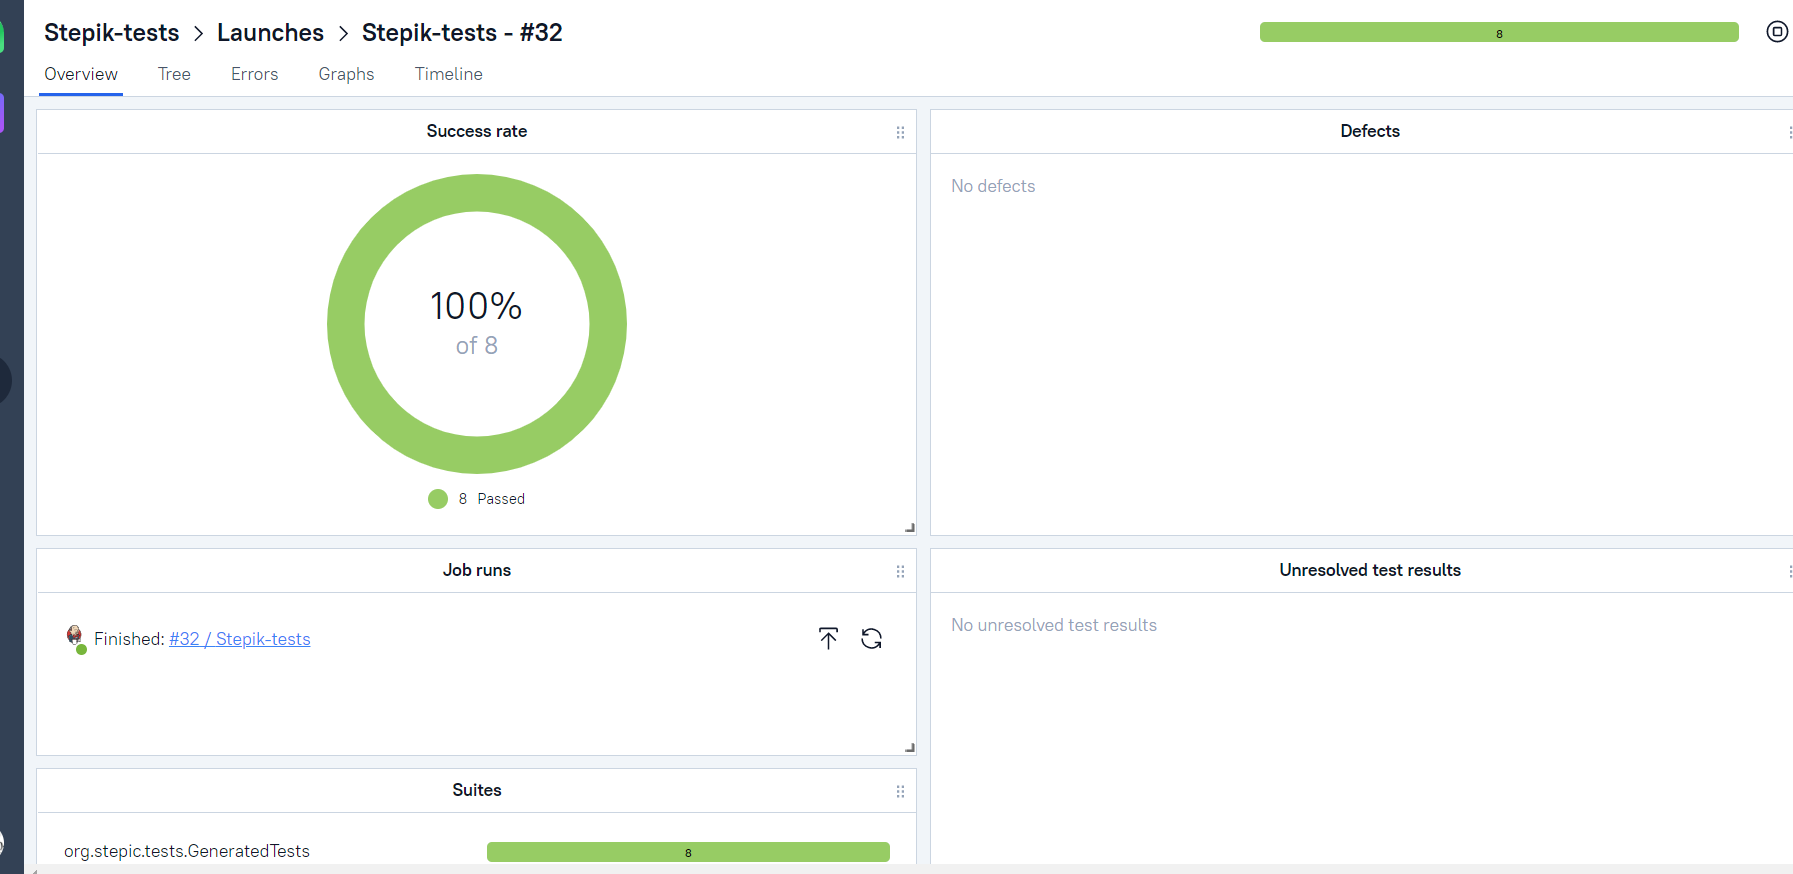 Stepik-tests > Launches > Stepik-tests - #32
8
Overview Tree Errors Graphs Timeline
Success rate
100%
of 8
8 Passed
Defects
No defects
Job runs
Finished: #32 / Stepik-tests
Unresolved test results
No unresolved test results
Suites
org.stepic.tests.GeneratedTests
8